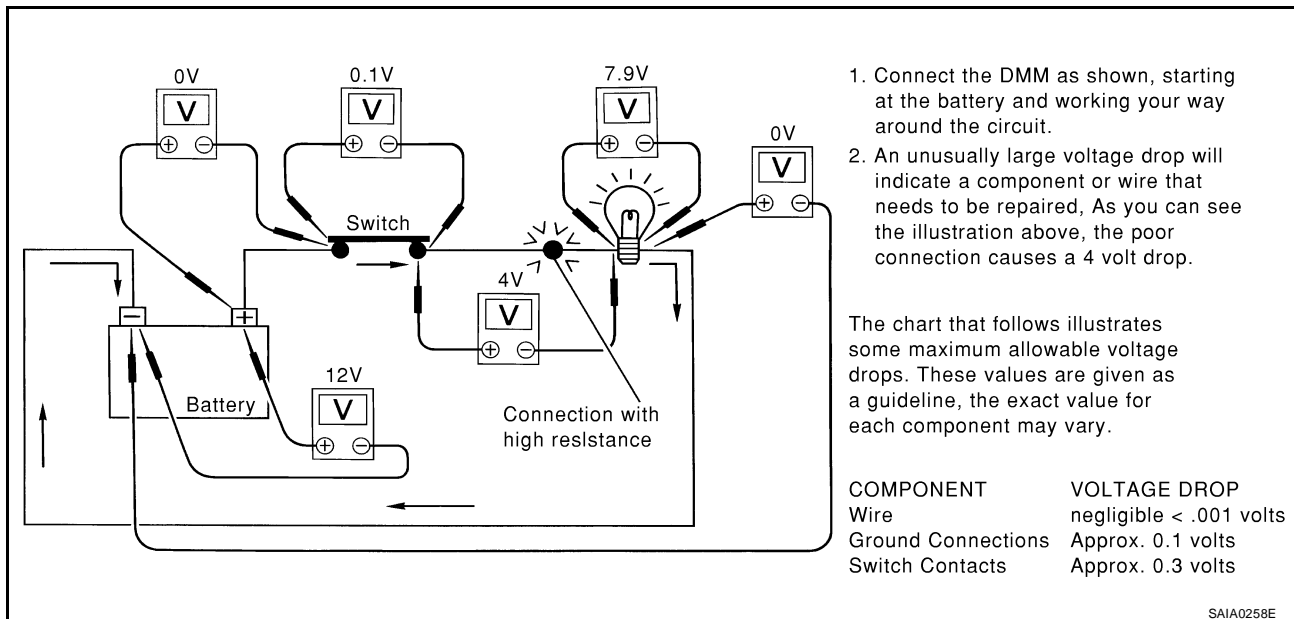 0V
0.1V
7.9V
0V
V
V
V
V
+ −
+ −
+ −
+ −
Switch
4V
V
+ −
− +
Battery
12V
V
+ −
Connection with
high reslstance
1. Connect the DMM as shown, starting
at the battery and working your way
around the circuit.
2. An unusually large voltage drop will
indicate a component or wire that
needs to be repaired, As you can see
the illustration above, the poor
connection causes a 4 volt drop.
The chart that follows illustrates
some maximum allowable voltage
drops. These values are given as
a guideline, the exact value for
each component may vary.
COMPONENT VOLTAGE DROP
Wire negligible < .001 volts
Ground Connections Approx. 0.1 volts
Switch Contacts Approx. 0.3 volts
SAIA0258E